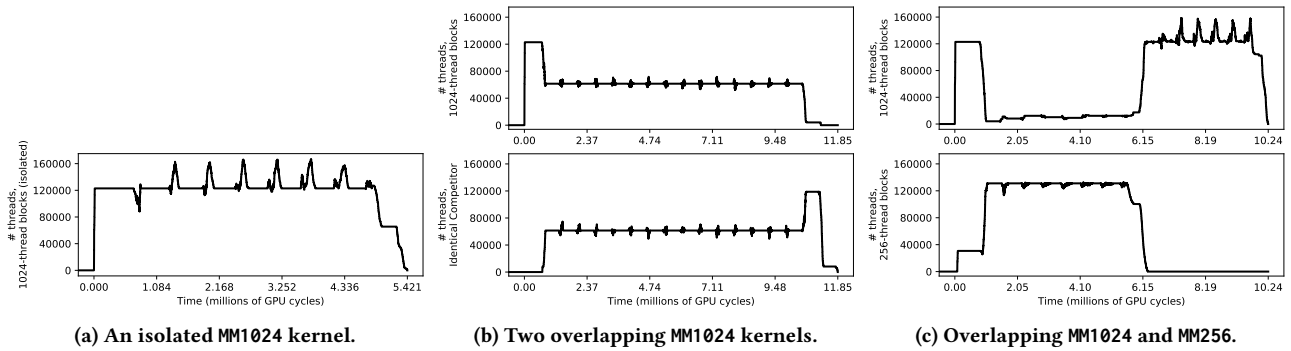 # threads,
1024-thread blocks (isolated)
160000
120000
80000
40000
0
0.000 1.084 2.168 3.252 4.336 5.421
Time (millions of GPU cycles)
(a) An isolated MM1024 kernel.
# threads,
1024-thread blocks
160000
120000
80000
40000
0
0.00 2.37 4.74 7.11 9.48 11.85
# threads,
Identical Competitor
160000
120000
80000
40000
0
0.00 2.37 4.74 7.11 9.48 11.85
Time (millions of GPU cycles)
(b) Two overlapping MM1024 kernels.
# threads,
1024-thread blocks
160000
120000
80000
40000
0
0.00 2.05 4.10 6.15 8.19 10.24
# threads,
256-thread blocks
160000
120000
80000
40000
0
0.00 2.05 4.10 6.15 8.19 10.24
Time (millions of GPU cycles)
(c) Overlapping MM1024 and MM256.